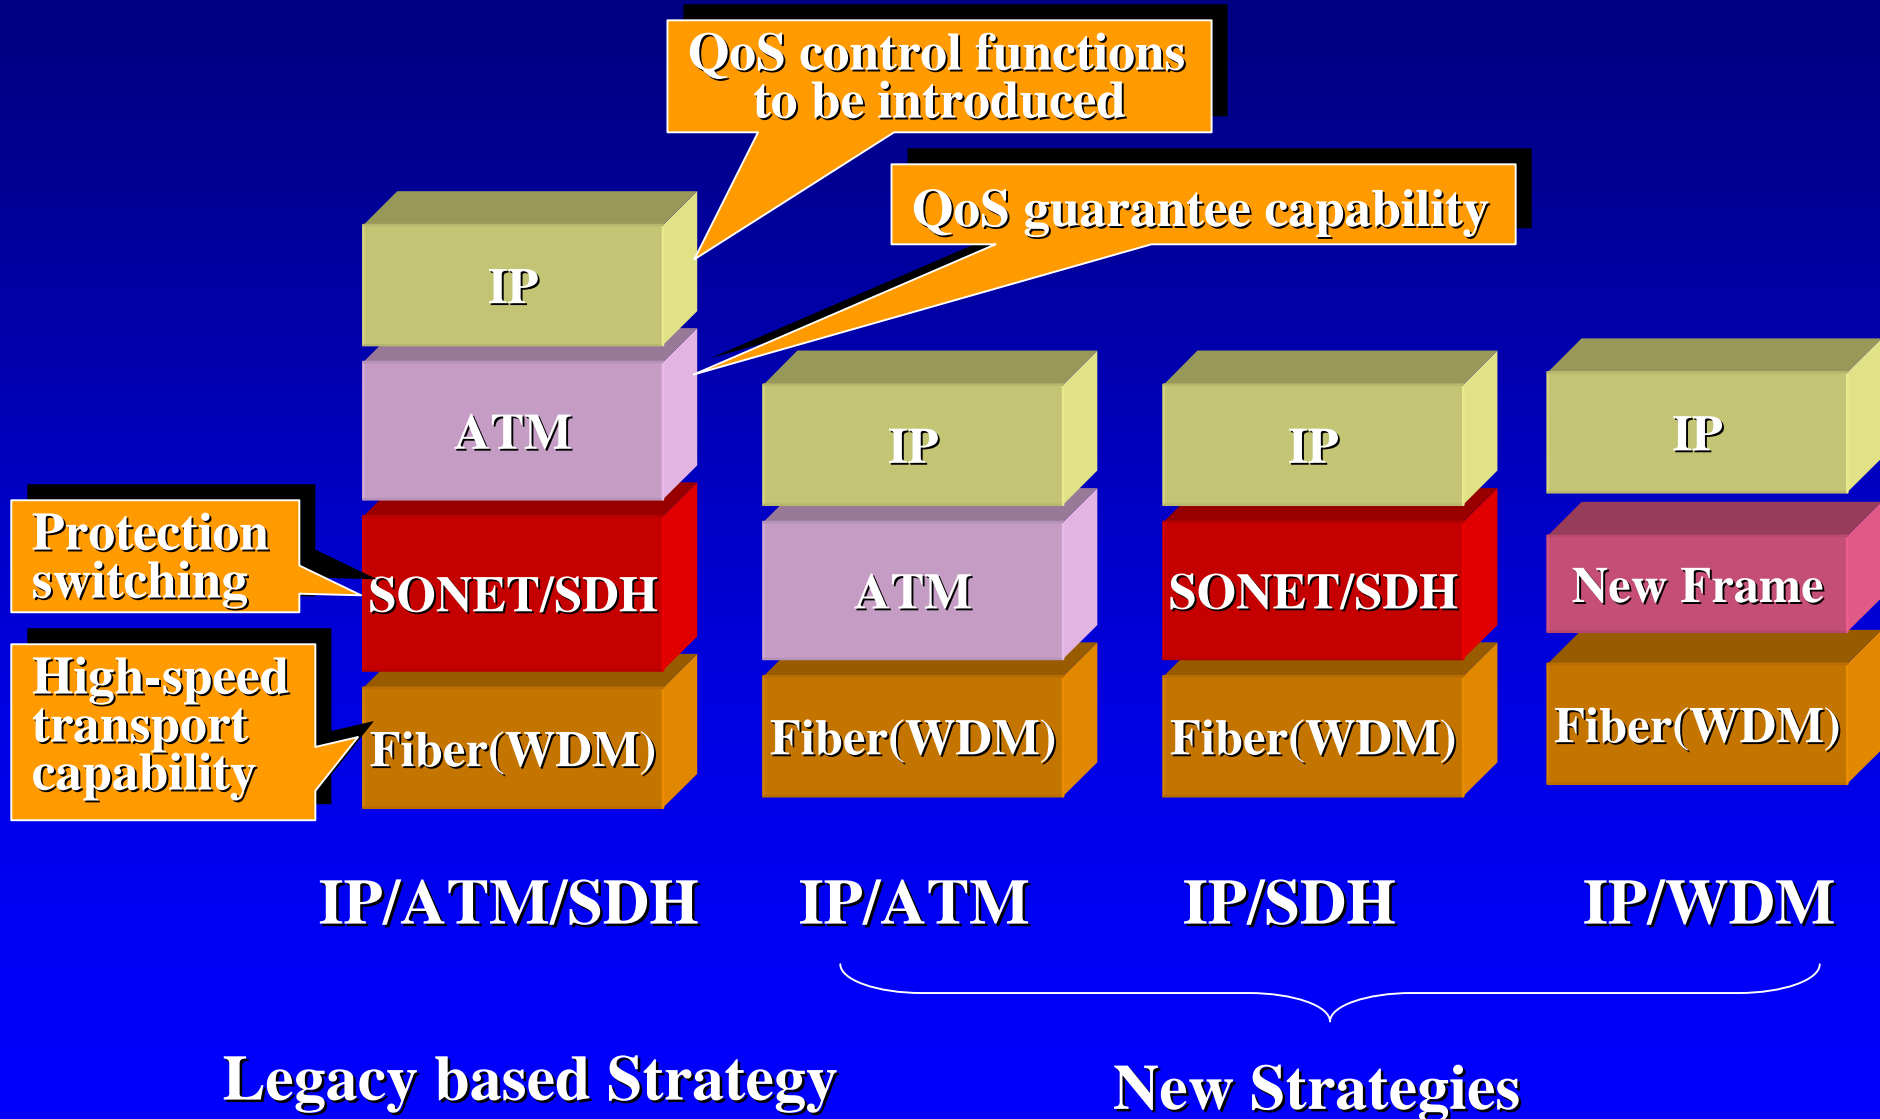 QoS control functions
to be introduced
QoS guarantee capability
Protection
switching
High-speed
transport
capability
IP
ATM
SONET/SDH
Fiber(WDM)
IP
ATM
Fiber(WDM)
IP
SONET/SDH
Fiber(WDM)
IP
New Frame
Fiber(WDM)
IP/ATM/SDH
IP/ATM
IP/SDH
IP/WDM
Legacy based Strategy
New Strategies